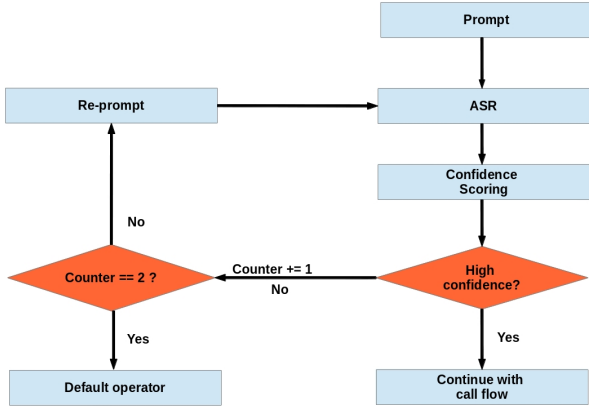 Prompt
Re-prompt
ASR
Confidence
Scoring
No
Counter == 2 ?
Counter += 1
No
High
confidence?
Yes
Yes
Default operator
Continue with
call flow